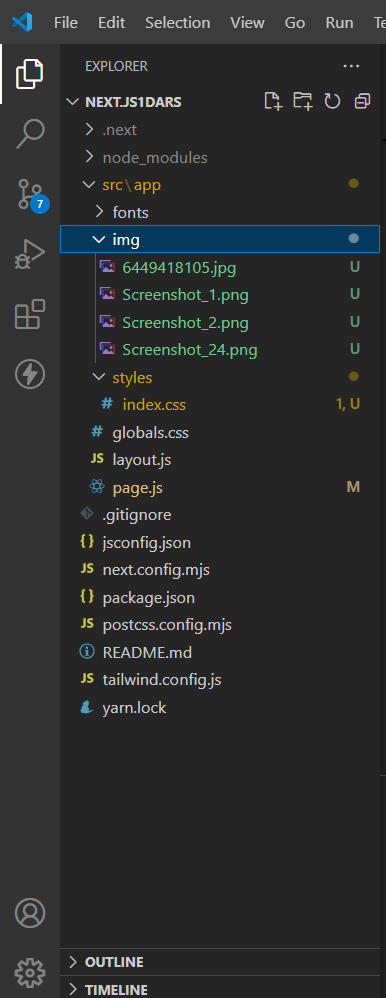 File Edit Selection View Go Run
EXPLORER
NEXT.JS1DARS
.next
node_modules
src\app
fonts
img
6449418105.jpg U
Screenshot_1.png U
Screenshot_2.png U
Screenshot_24.png U
styles
# index.css 1, U
# globals.css
JS layout.js
page.js M
.gitignore
{} jsconfig.json
JS next.config.mjs
{} package.json
JS postcss.config.mjs
README.md
JS tailwind.config.js
yarn.lock
7
OUTLINE
TIMELINE